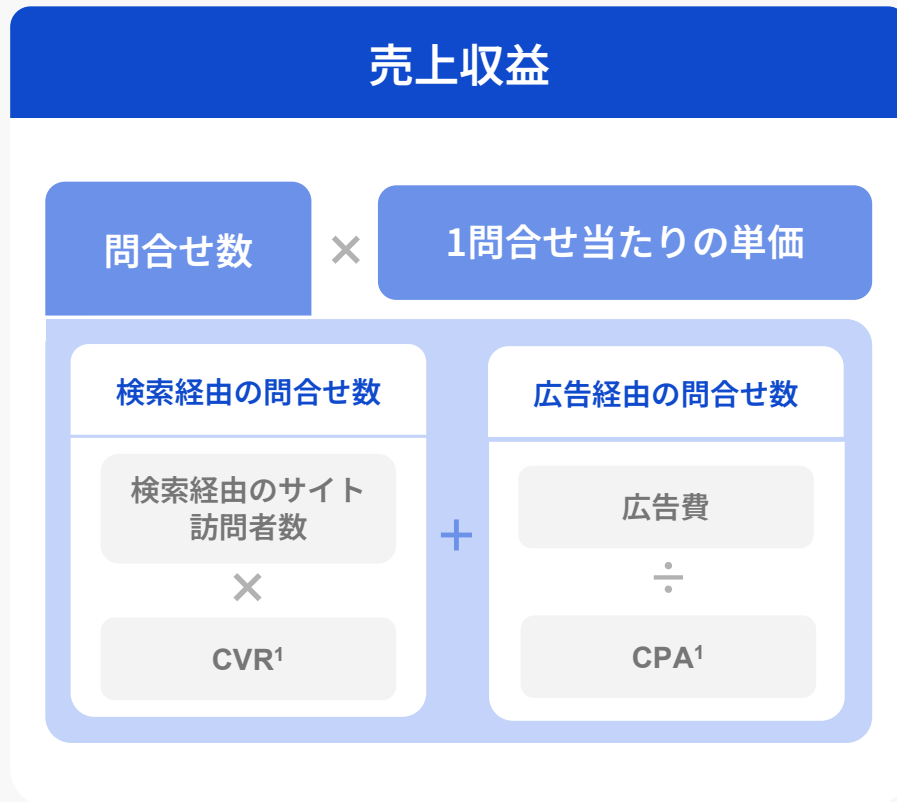 売上収益
問合せ数
×
1問合せ当たりの単価
検索経由の問合せ数
検索経由のサイト
訪問者数
×
CVR¹
+
広告経由の問合せ数
広告費
÷
CPA¹